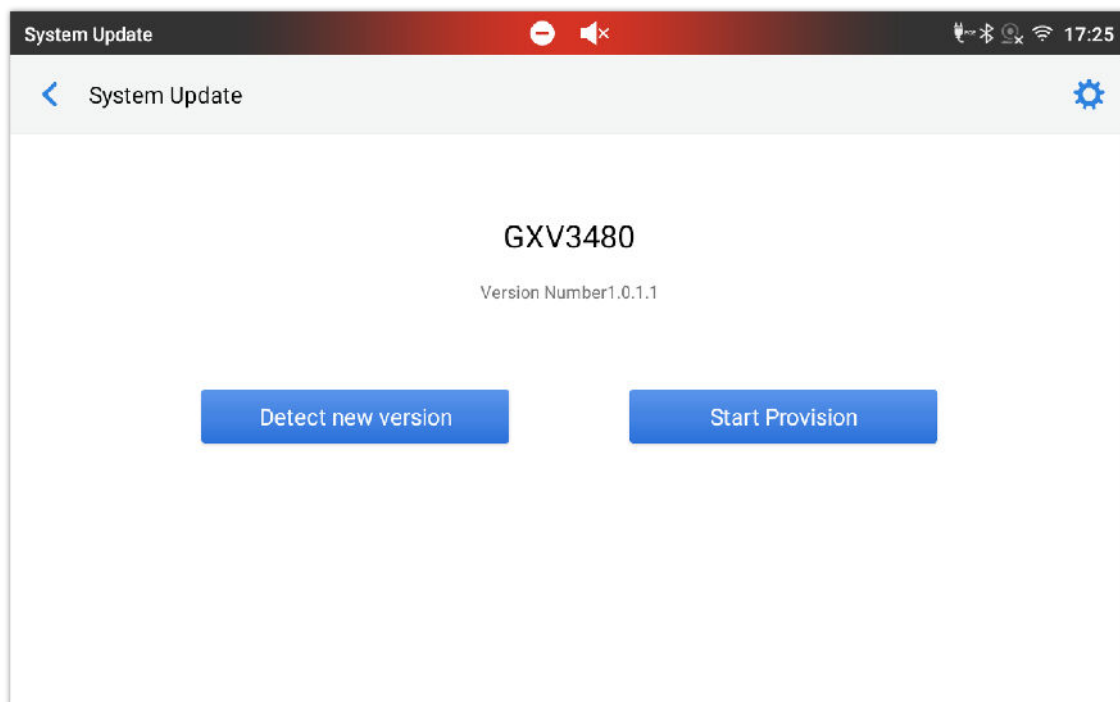 System Update 17:25
System Update
GXV3480
Version Number1.0.1.1
Detect new version Start Provision